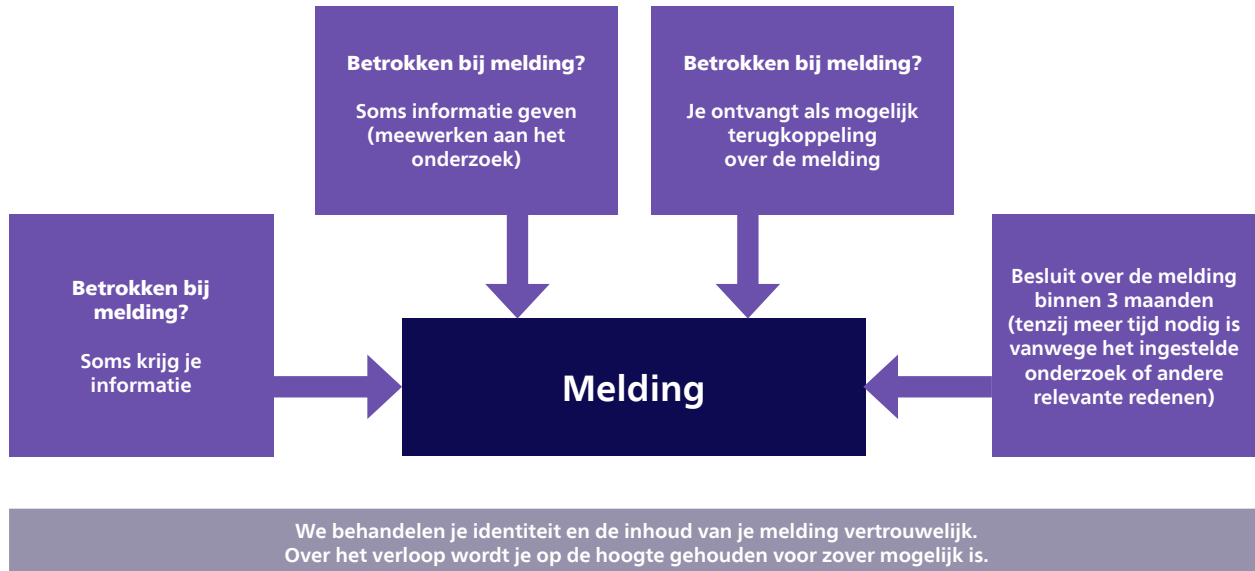 Betrokken bij melding?
Soms informatie geven
(meewerken aan het
onderzoek)
Betrokken bij melding?
Je ontvangt als mogelijk
terugkoppeling
over de melding
Betrokken bij
melding?
Soms krijg je
informatie
Melding
Besluit over de melding
binnen 3 maanden
(tenzij meer tijd nodig is
vanwege het ingestelde
onderzoek of andere
relevante redenen)
We behandelen je identiteit en de inhoud van je melding vertrouwelijk.
Over het verloop wordt je op de hoogte gehouden voor zover mogelijk is.